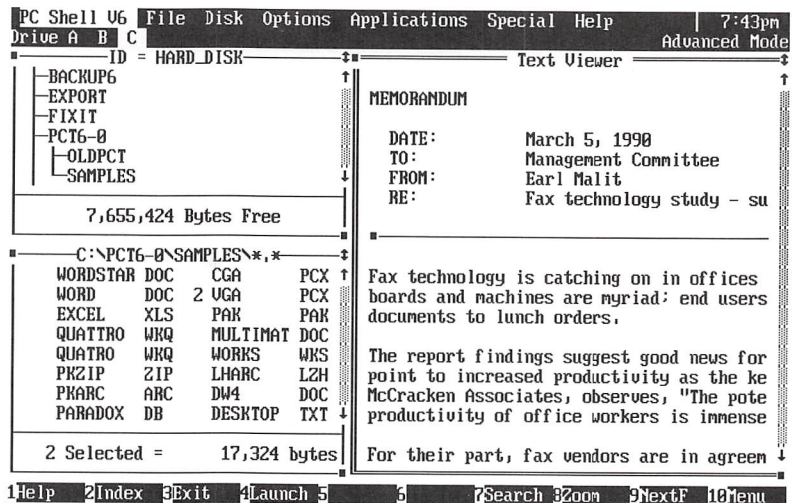 PC Shell V6 File Disk Options Applications Special Help 7:43pm
Drive A B C Advanced Mode
ID = HARD_DISK
BACKUP6
EXPORT
FIXIT
PCT6-0
OLDPCT
SAMPLES
7,655,424 Bytes Free
C:\PCT6-0\SAMPLES\*.*
WORDSTAR DOC CGA PCX
WORD DOC 2 VGA PCX
EXCEL XLS PAK PAK
QUATTRO WKQ MULTIMAT DOC
QUATRO WKQ WORKS WKS
PKZIP ZIP LHARC LZH
PKARC ARC DW4 DOC
PARADOX DB DESKTOP TXT
2 Selected = 17,324 bytes
Text Viewer
MEMORANDUM
DATE: March 5, 1990
TO: Management Committee
FROM: Earl Malit
RE: Fax technology study - su
Fax technology is catching on in offices
boards and machines are myriad; end users
documents to lunch orders.
The report findings suggest good news for
point to increased productivity as the ke
McCracken Associates, observes, "The pote
productivity of office workers is immense
For their part, fax vendors are in agreem
1Help 2Index 3Exit 4Launch 5 6 7Search 8Zoom 9NextF 10Menu